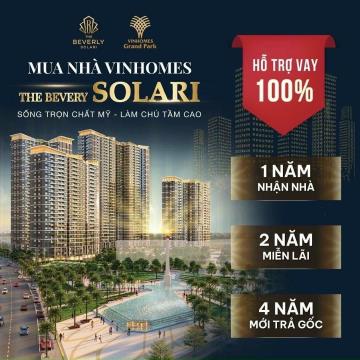 THE
BEVERLY
SOLARI
VINHOMES
Grand Park
MUA NHÀ VINHOMES
THE BEVERY SOLARI
SỐNG TRỌN CHẤT MỸ - LÀM CHỦ TẦM CAO
HỖ TRỢ VAY
100%
1 NĂM
NHẬN NHÀ
2 NĂM
MIỄN LÃI
4 NĂM
MỚI TRẢ GỐC